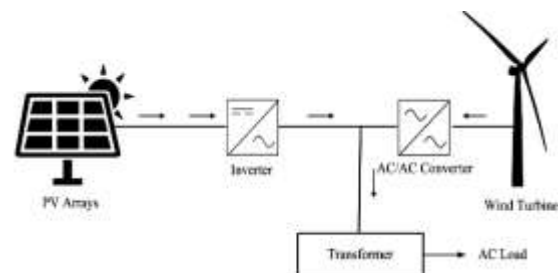 Inverter
AC/AC Converter
PV Arrays
Wind Turbine
Transformer
AC Load